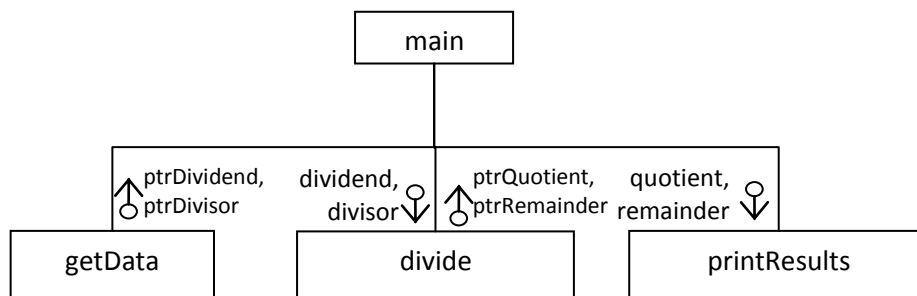 main
ptrDividend,
ptrDivisor
dividend,
divisor
ptrQuotient,
ptrRemainder
quotient,
remainder
getData
divide
printResults